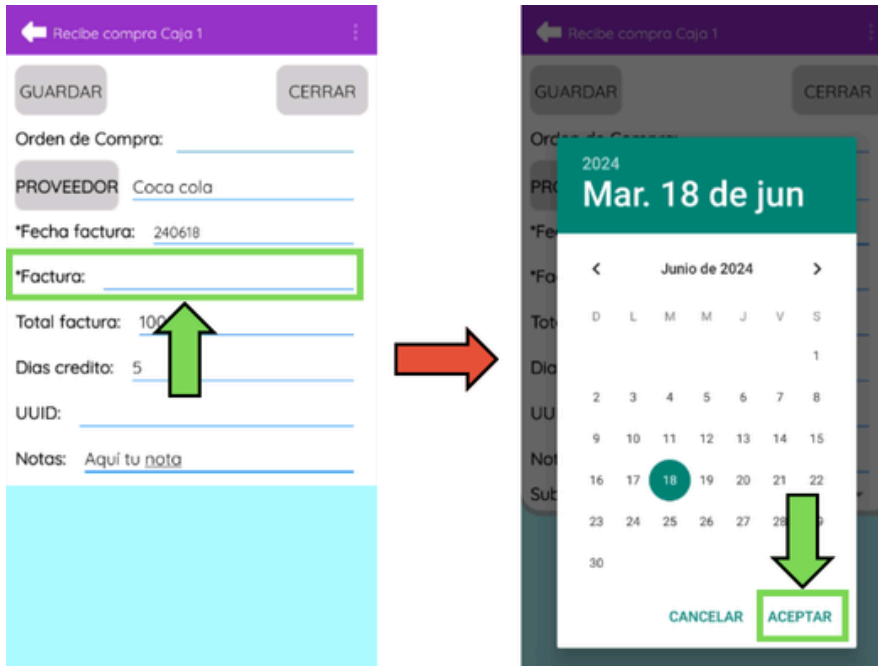 Recibe compra Caja 1
GUARDAR CERRAR
Orden de Compra:
PROVEEDOR Coca cola
*Fecha factura: 240618
*Factura:
Total factura: 100
Dias credito: 5
UUID:
Notas: Aquí tu nota
Recibe compra Caja 1
GUARDAR CERRAR
2024
Mar. 18 de jun
Junio de 2024
D L M M J V S
1
2 3 4 5 6 7 8
9 10 11 12 13 14 15
16 17 18 19 20 21 22
23 24 25 26 27 28
30
CANCELAR ACEPTAR